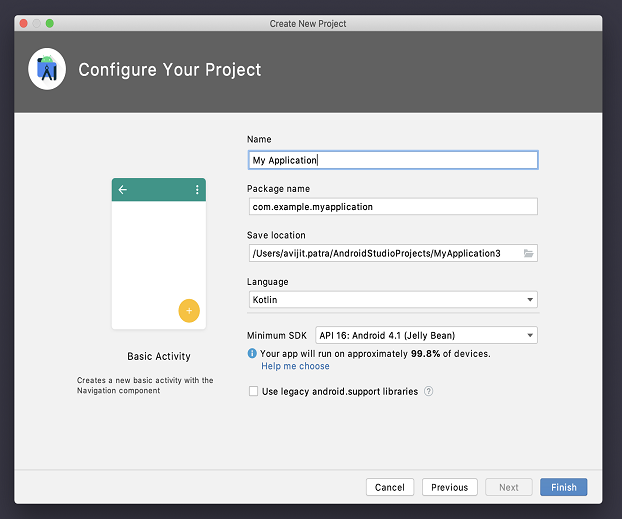 Create New Project
AI
Configure Your Project
Name
My Application
Package name
com.example.myapplication
Save location
/Users/avijit.patra/AndroidStudioProjects/MyApplication3
Language
Kotlin
Minimum SDK API 16: Android 4.1 (Jelly Bean)
i Your app will run on approximately 99.8% of devices.
Help me choose
Use legacy android.support libraries ?
+
Basic Activity
Creates a new basic activity with the
Navigation component
Cancel Previous Next Finish